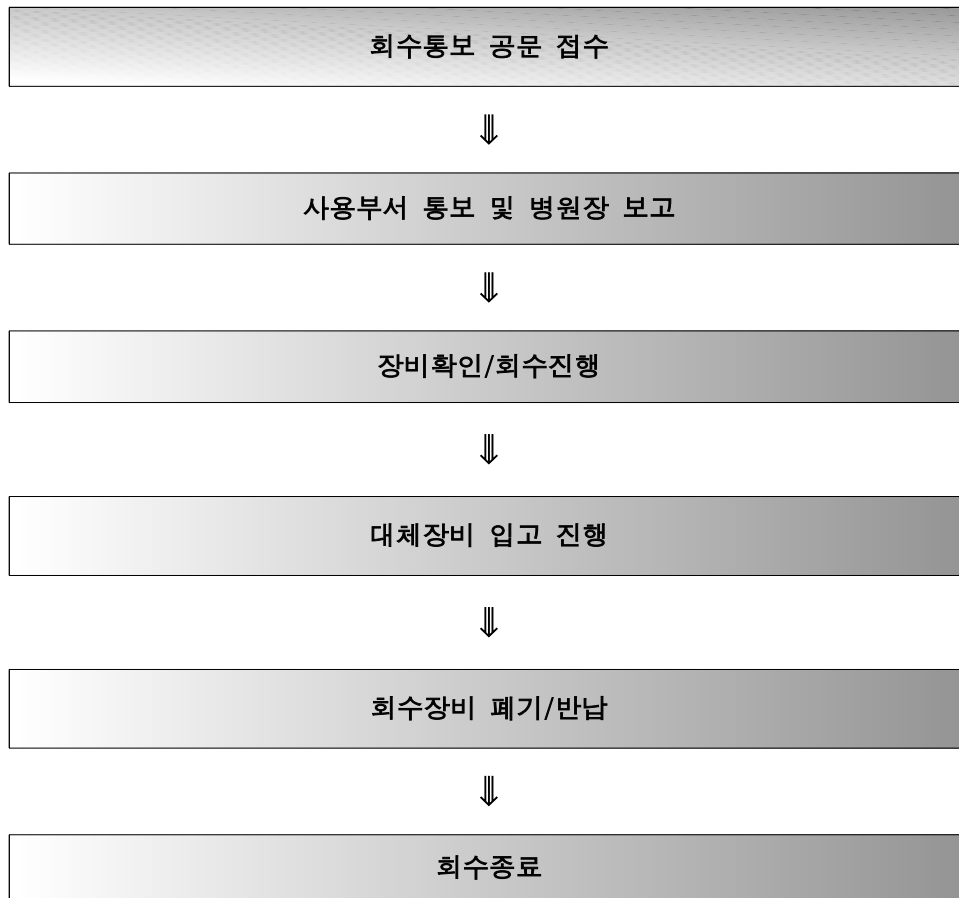 회수통보 공문 접수
⇓
사용부서 통보 및 병원장 보고
⇓
장비확인/회수진행
⇓
대체장비 입고 진행
⇓
회수장비 폐기/반납
⇓
회수종료